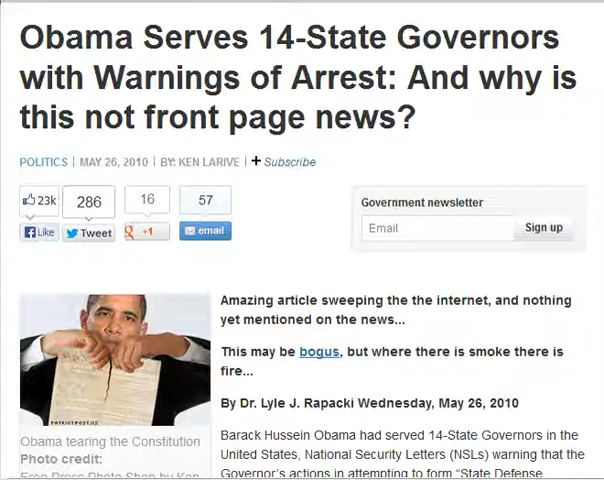 Obama Serves 14-State Governors
with Warnings of Arrest: And why is
this not front page news?
POLITICS | MAY 26, 2010 | BY: KEN LARIVE | + Subscribe
23k 286 16 57
Like Tweet +1 email
Government newsletter
Email Sign up
Amazing article sweeping the the internet, and nothing
yet mentioned on the news...
This may be bogus, but where there is smoke there is
fire...
By Dr. Lyle J. Rapacki Wednesday, May 26, 2010
PATRIOTPOST.US
Obama tearing the Constitution
Photo credit:
Free Press Photo Shop by Ken
Barack Hussein Obama had served 14-State Governors in the
United States, National Security Letters (NSLs) warning that the
Governor's actions in attempting to form "State Defense